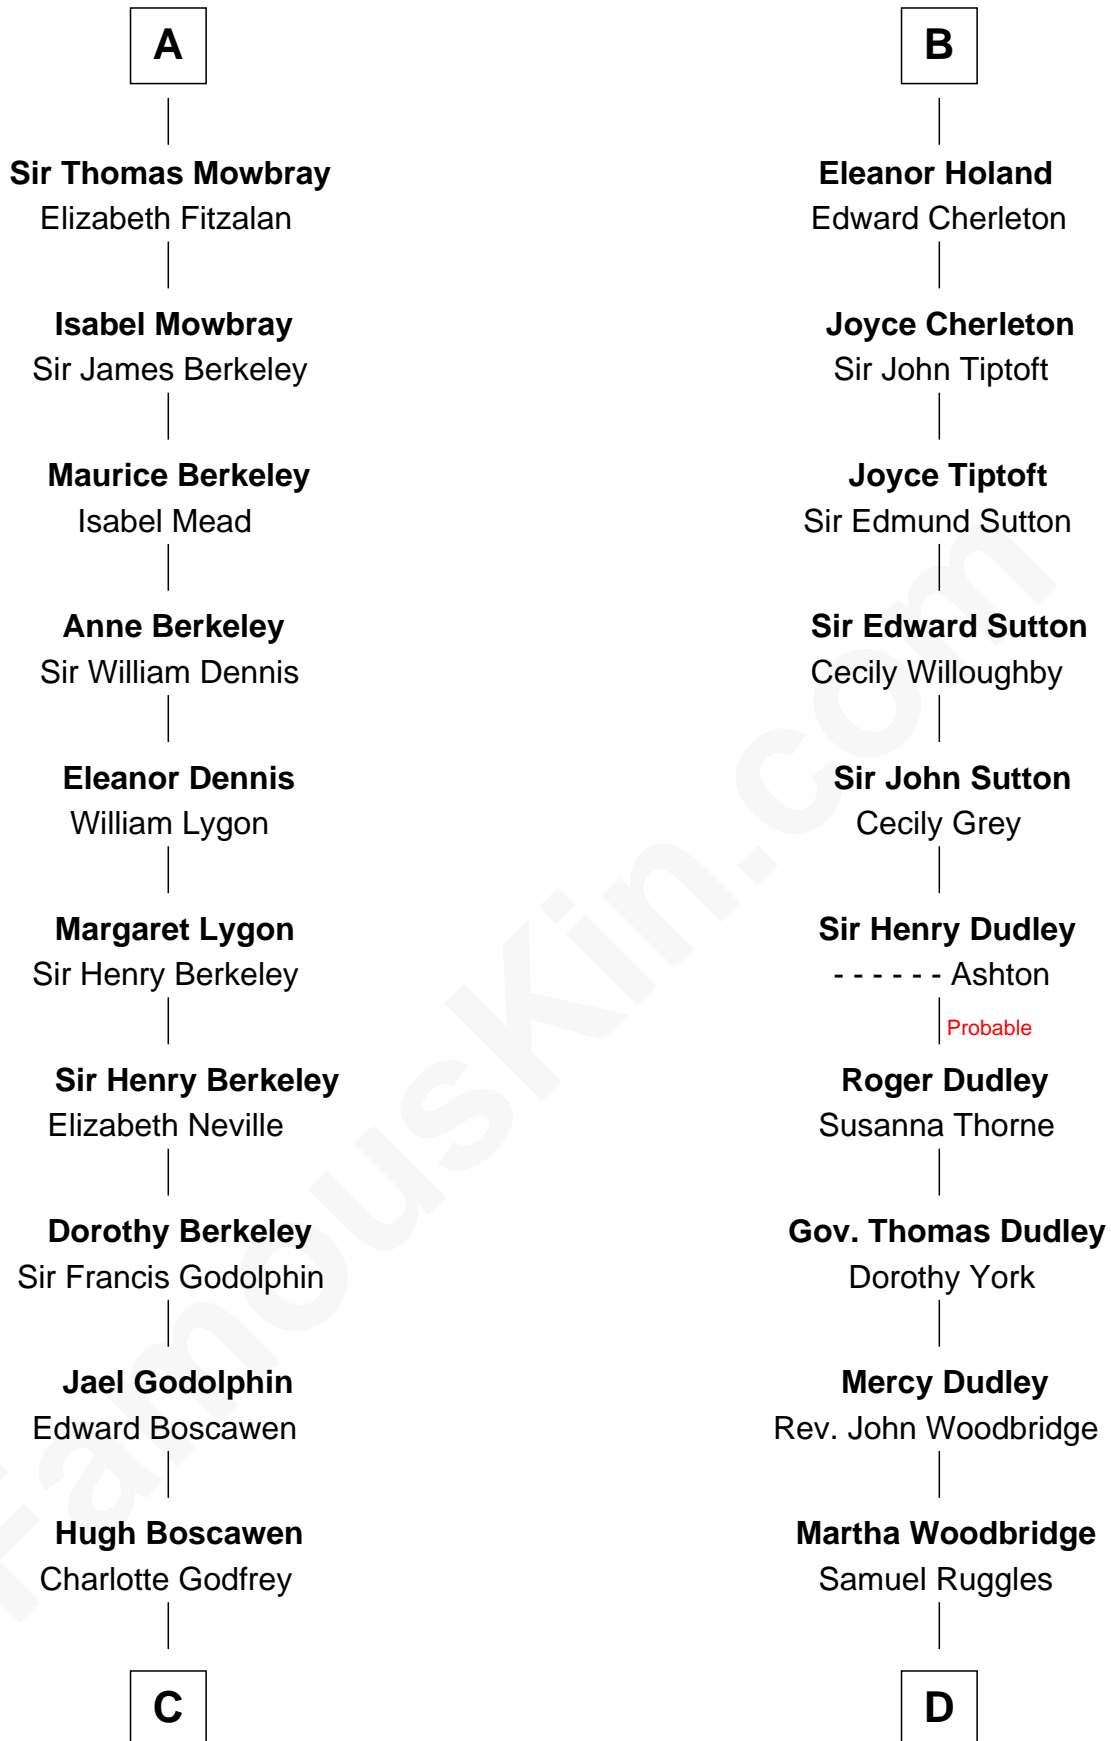 A
Sir Thomas Mowbray
Elizabeth Fitzalan
Isabel Mowbray
Sir James Berkeley
Maurice Berkeley
Isabel Mead
Anne Berkeley
Sir William Dennis
Eleanor Dennis
William Lygon
Margaret Lygon
Sir Henry Berkeley
Sir Henry Berkeley
Elizabeth Neville
Dorothy Berkeley
Sir Francis Godolphin
Jael Godolphin
Edward Boscawen
Hugh Boscawen
Charlotte Godfrey
C
B
Eleanor Holand
Edward Cherleton
Joyce Cherleton
Sir John Tiptoft
Joyce Tiptoft
Sir Edmund Sutton
Sir Edward Sutton
Cecily Willoughby
Sir John Sutton
Cecily Grey
Sir Henry Dudley
- - - - - - Ashton
Probable
Roger Dudley
Susanna Thorne
Gov. Thomas Dudley
Dorothy York
Mercy Dudley
Rev. John Woodbridge
Martha Woodbridge
Samuel Ruggles
D
FamousKin.com